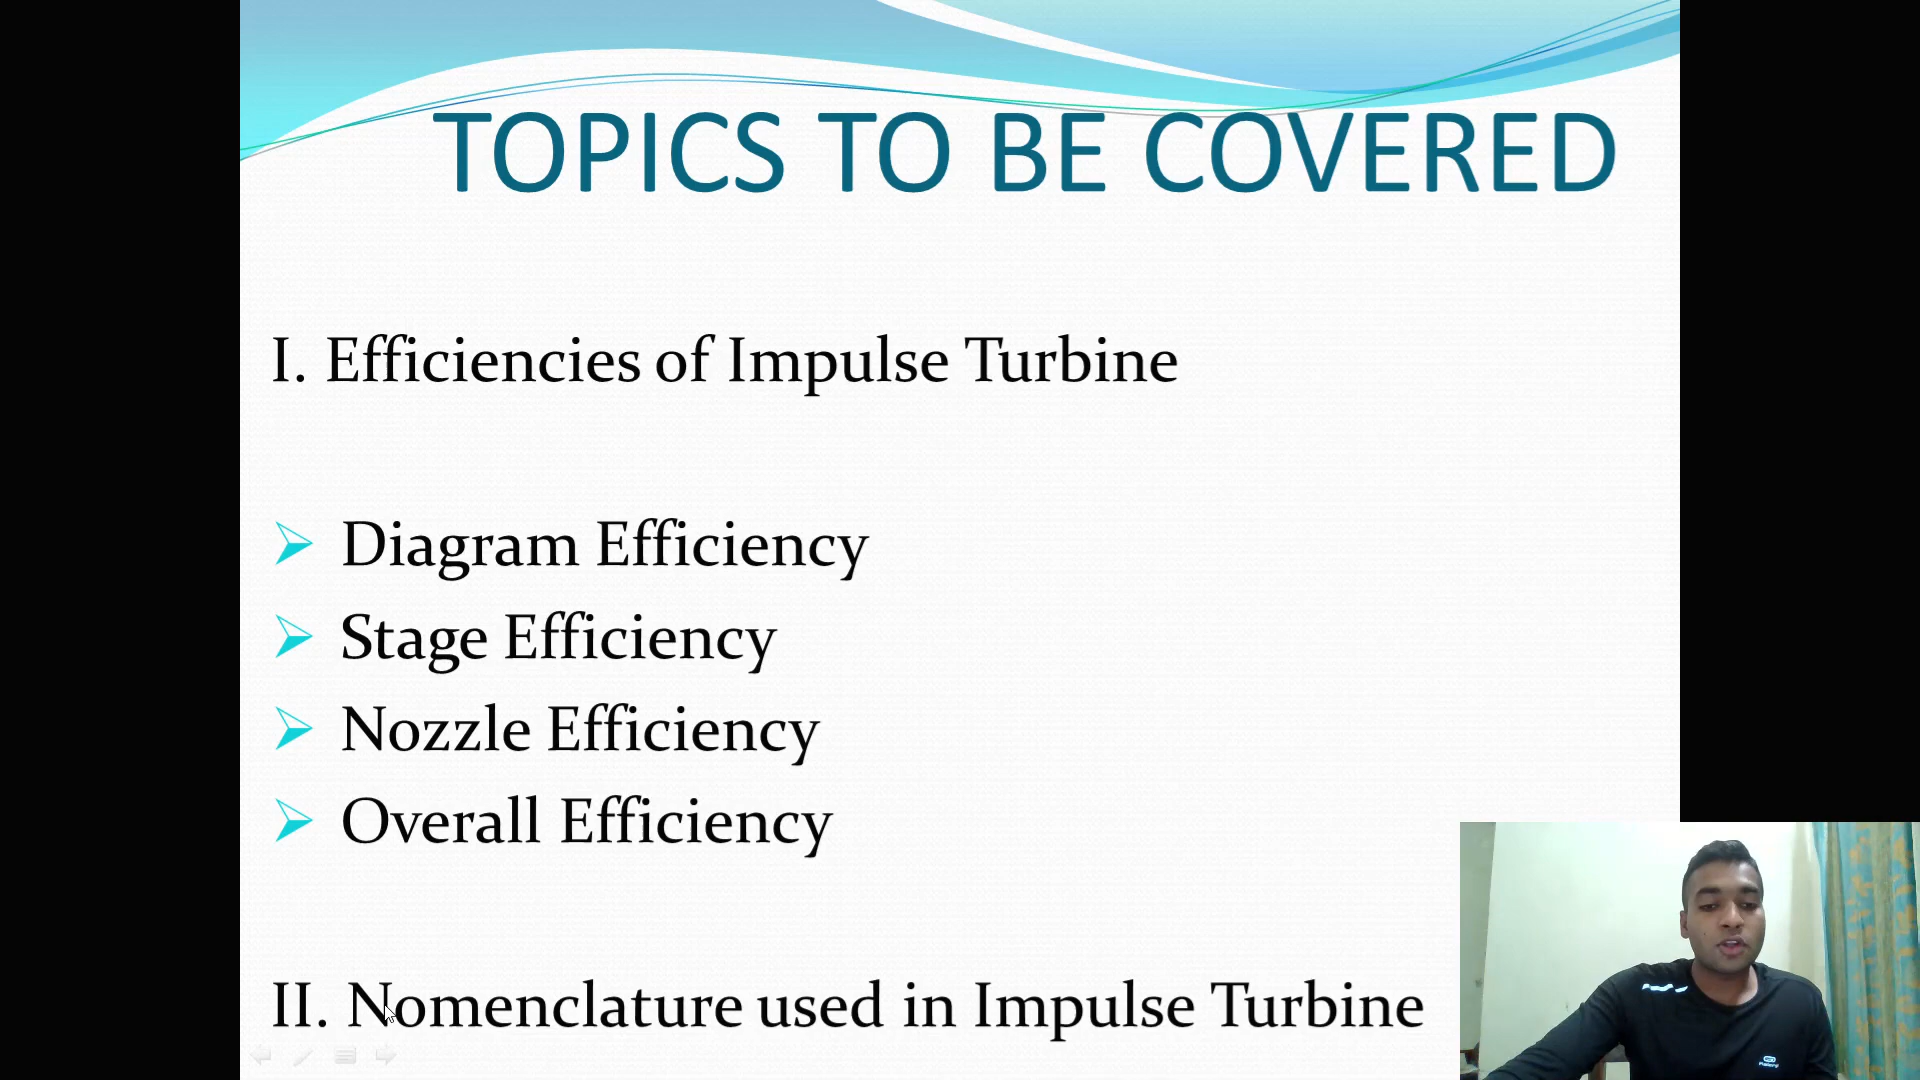 TOPICS TO BE COVERED
I. Efficiencies of Impulse Turbine
Diagram Efficiency
Stage Efficiency
Nozzle Efficiency
Overall Efficiency
II. Nomenclature used in Impulse Turbine